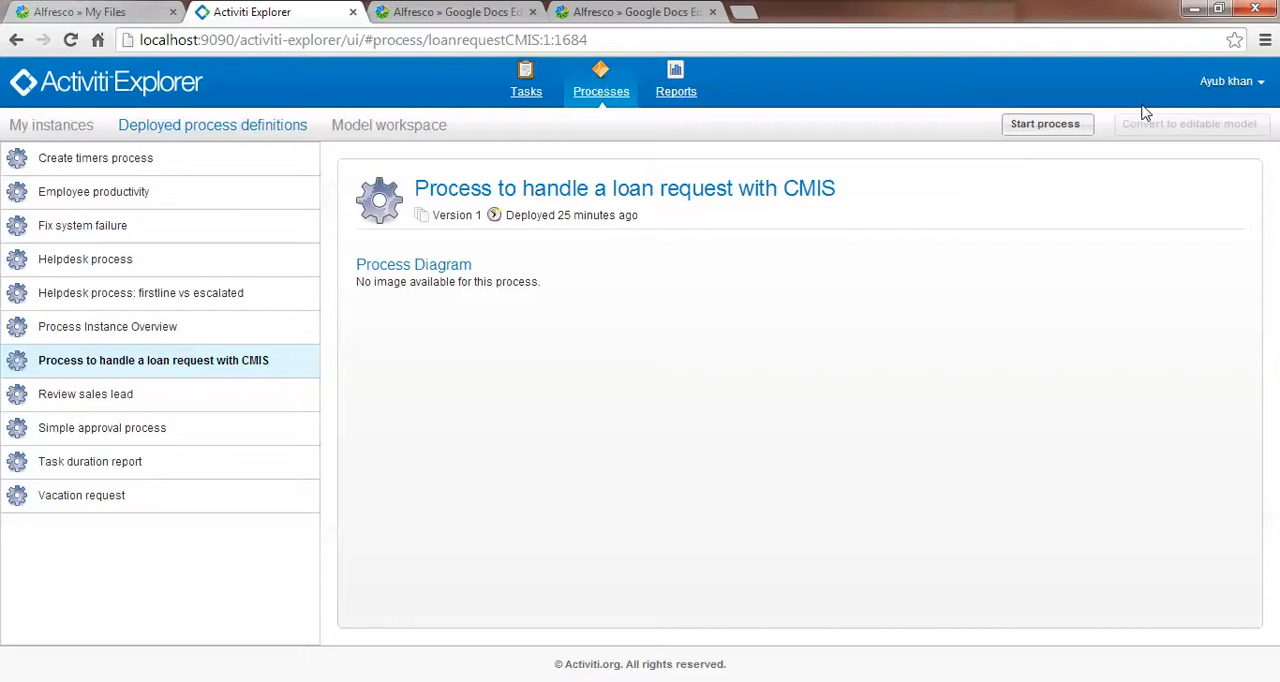 Alfresco » My Files
Activiti Explorer
Alfresco » Google Docs Ed
Alfresco » Google Docs Ed
localhost:9090/activiti-explorer/ui/#process/loanrequestCMIS:1:1684
Activiti Explorer
Tasks
Processes
Reports
Ayub khan
My instances
Deployed process definitions
Model workspace
Start process
Convert to editable model
Create timers process
Employee productivity
Fix system failure
Helpdesk process
Helpdesk process: firstline vs escalated
Process Instance Overview
Process to handle a loan request with CMIS
Review sales lead
Simple approval process
Task duration report
Vacation request
Process to handle a loan request with CMIS
Version 1
Deployed 25 minutes ago
Process Diagram
No image available for this process.
© Activiti.org. All rights reserved.